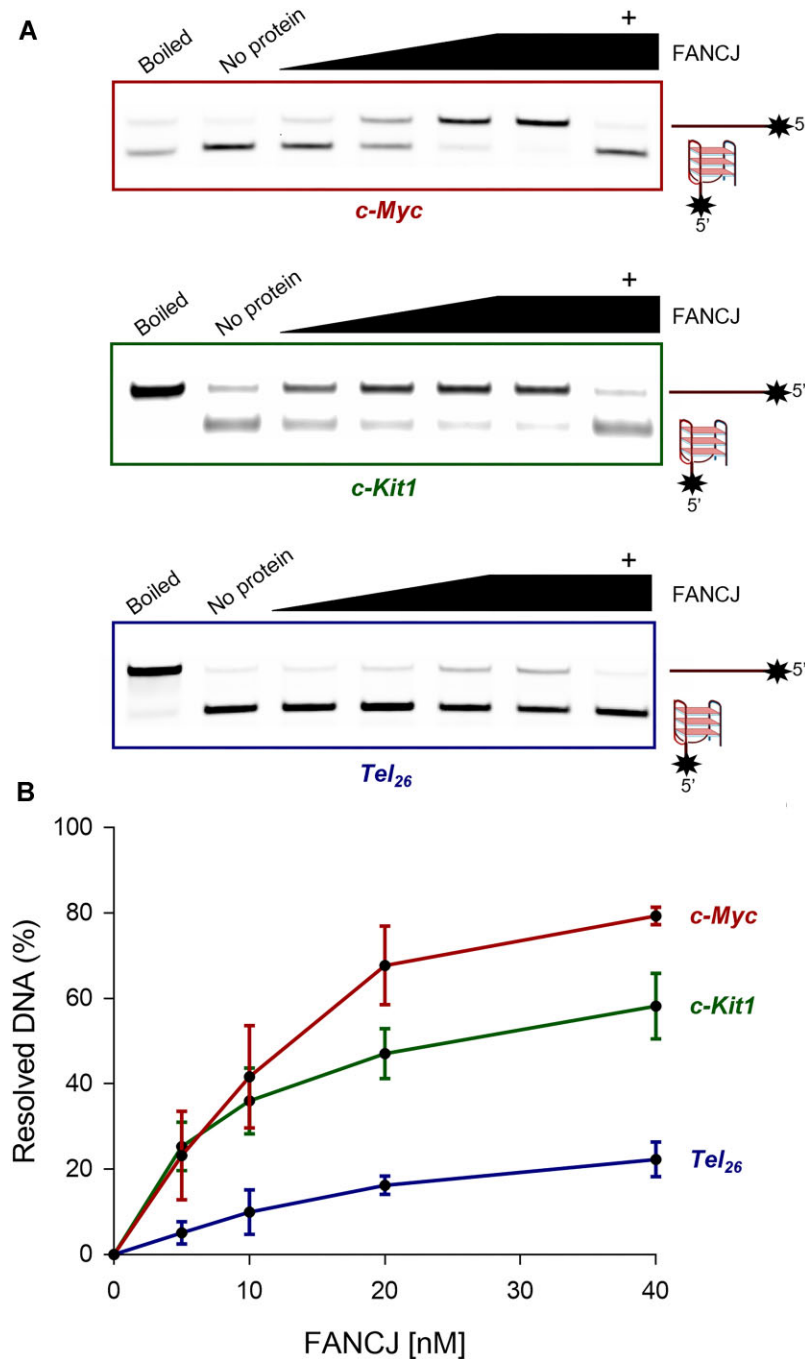 A
Boiled No protein + FANCJ
5'
5'
c-Myc
Boiled No protein + FANCJ
5'
5'
c-Kit1
Boiled No protein + FANCJ
5'
5'
Tel26
B
100
80
60
40
20
0
Resolved DNA (%)
c-Myc
c-Kit1
Tel26
0 10 20 30 40
FANCJ [nM]